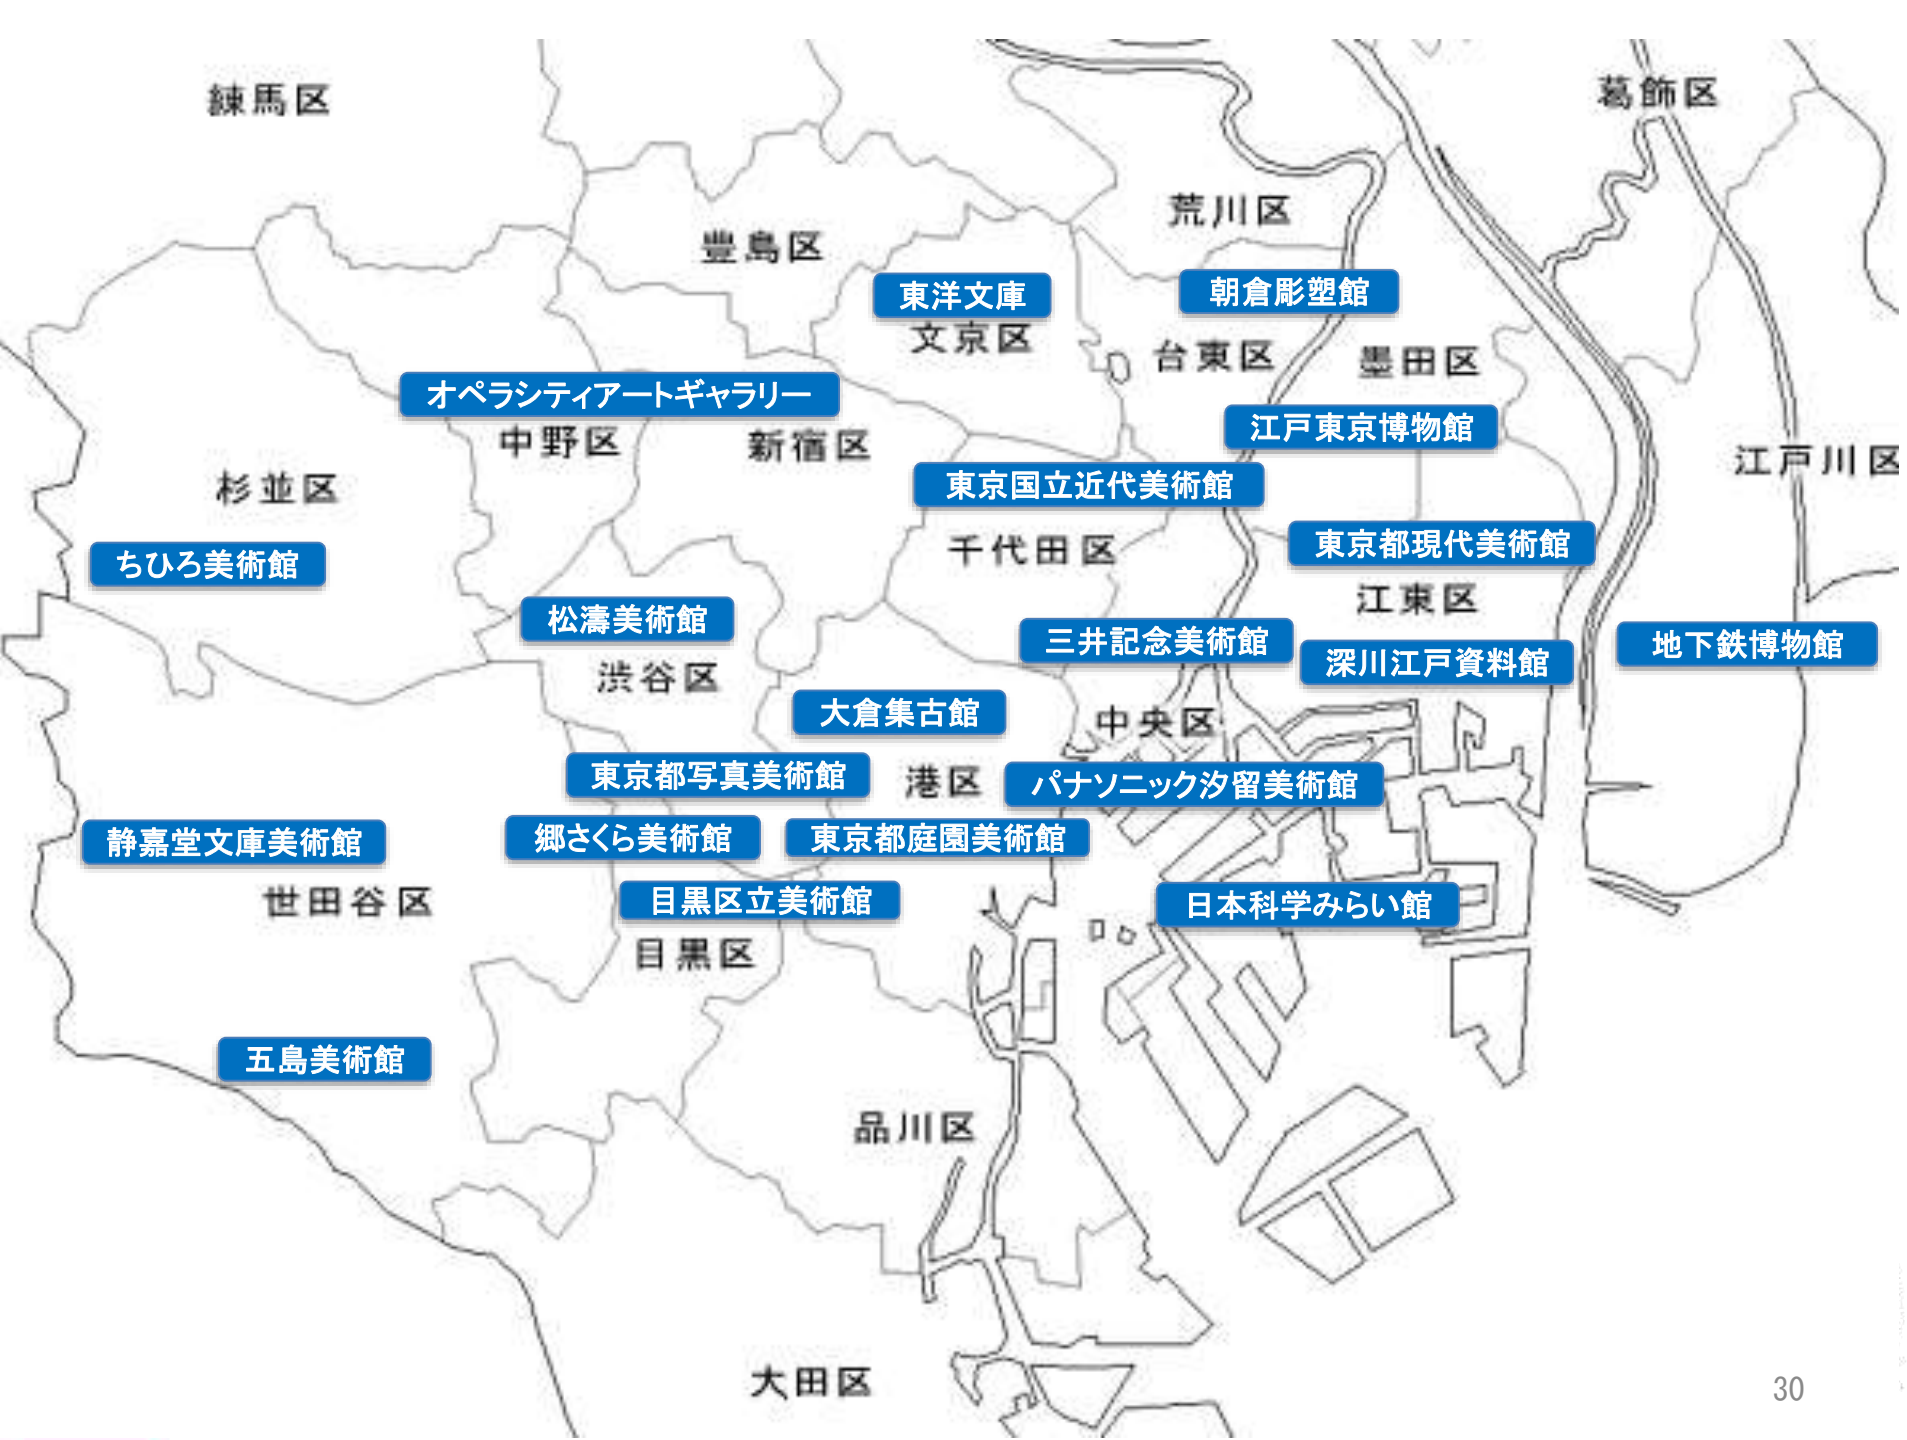 練馬区
葛飾区
荒川区
豊島区
東洋文庫
朝倉彫塑館
文京区
台東区
墨田区
オペラシティアートギャラリー
江戸東京博物館
中野区
新宿区
江戸川区
杉並区
東京国立近代美術館
千代田区
東京都現代美術館
ちひろ美術館
江東区
松濤美術館
三井記念美術館
深川江戸資料館
地下鉄博物館
渋谷区
大倉集古館
中央区
東京都写真美術館
港区
パナソニック汐留美術館
静嘉堂文庫美術館
郷さくら美術館
東京都庭園美術館
世田谷区
目黒区立美術館
日本科学みらい館
目黒区
五島美術館
品川区
大田区
30